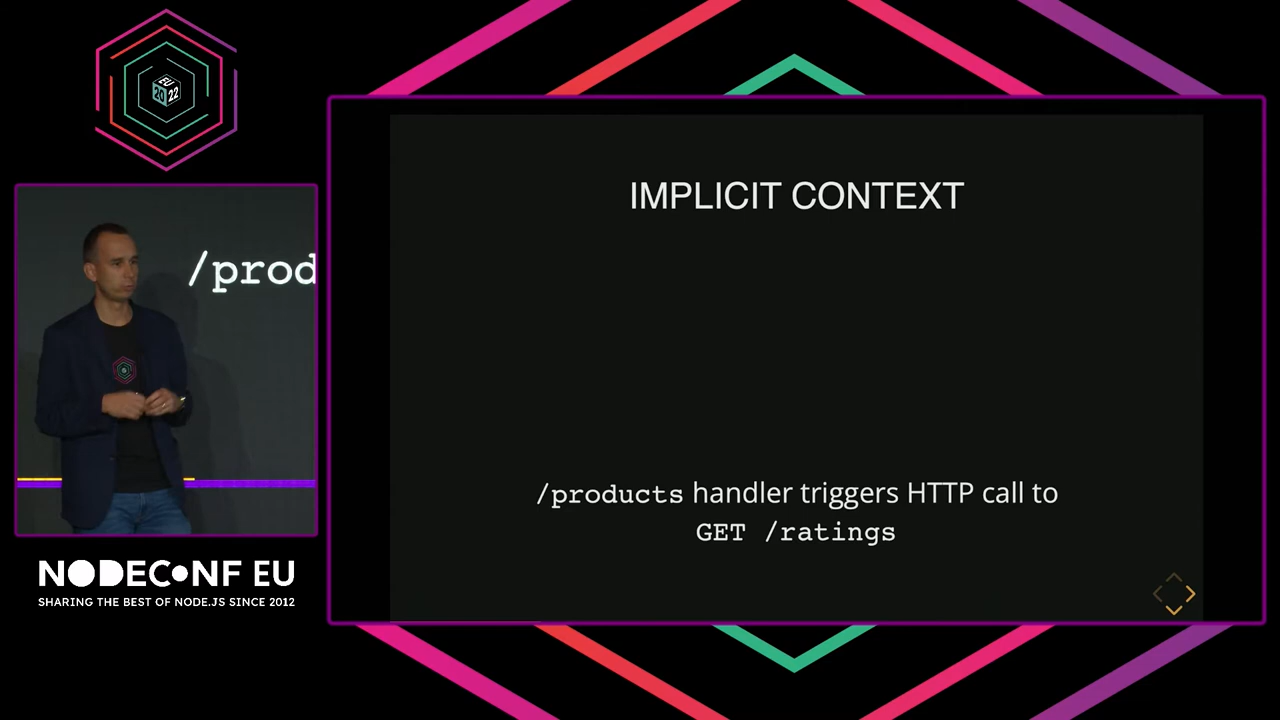 EU
20
22
/prod
NODECONF EU
SHARING THE BEST OF NODE.JS SINCE 2012
IMPLICIT CONTEXT
/products handler triggers HTTP call to
GET /ratings